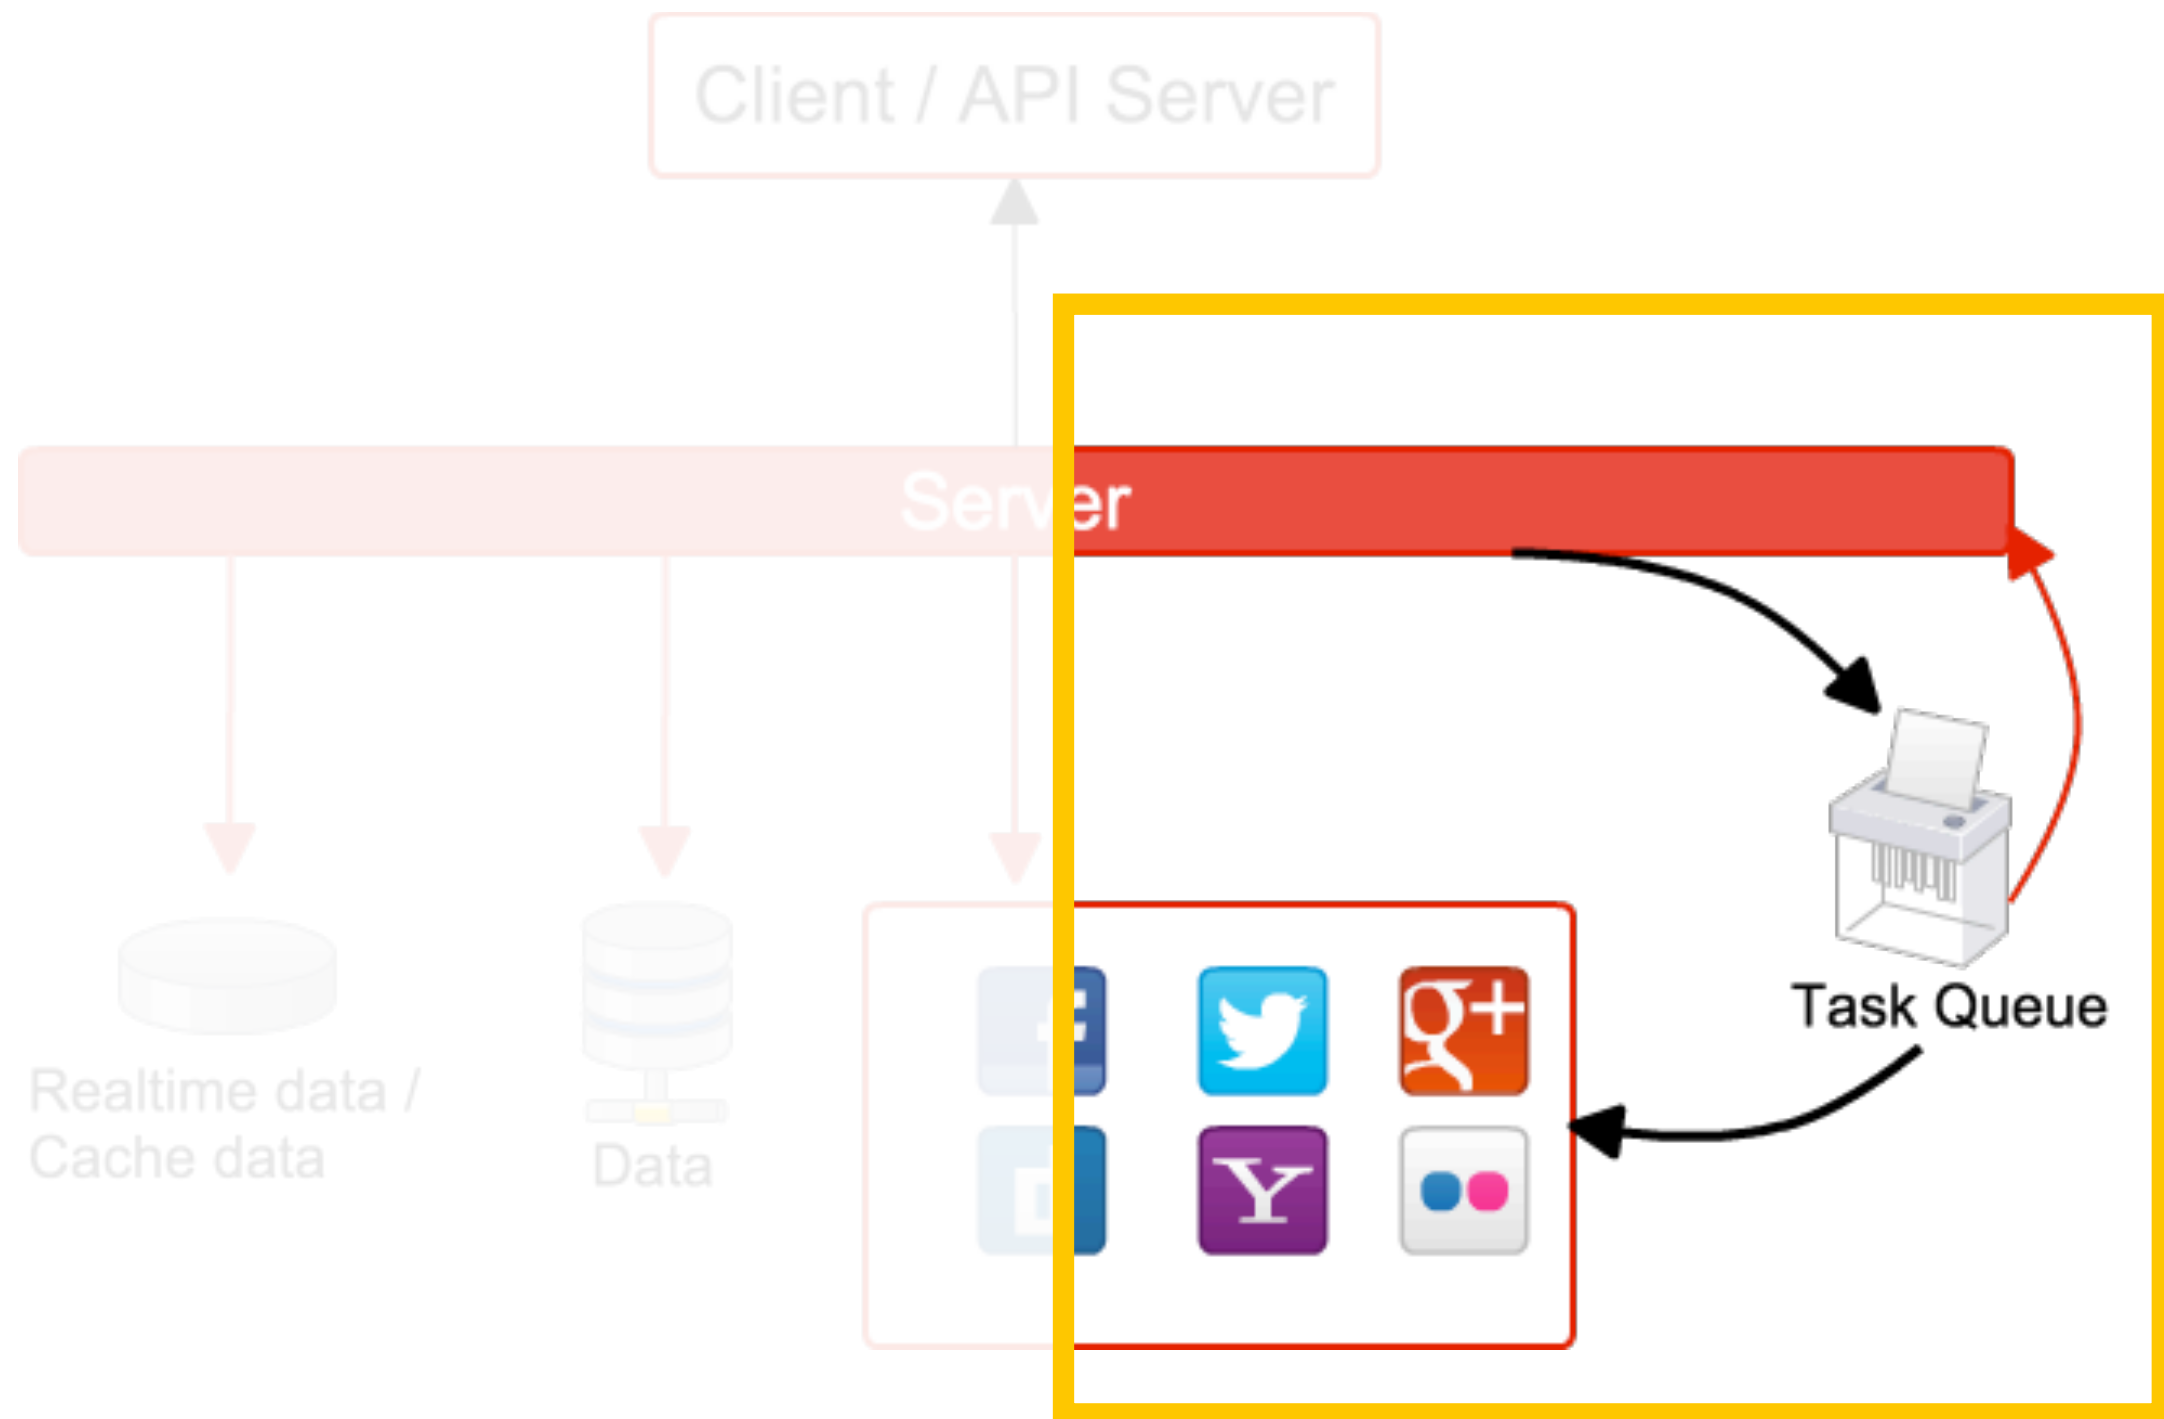 Client / API Server
Server
g+
Y
Task Queue
Realtime data /
Cache data
Data